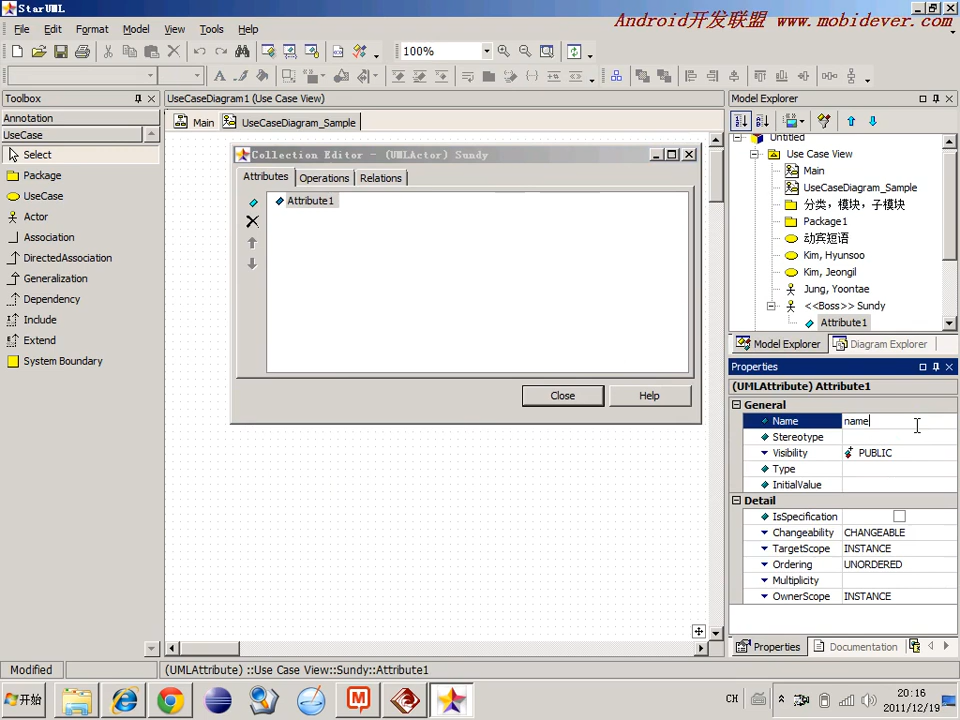 StarUML
Android开发联盟 www.mobidever.com
File Edit Format Model View Tools Help
100%
Toolbox
Annotation
UseCase
Select
Package
UseCase
Actor
Association
DirectedAssociation
Generalization
Dependency
Include
Extend
System Boundary
UseCaseDiagram1 (Use Case View)
Main UseCaseDiagram_Sample
Collection Editor - (UMLActor) Sundy
Attributes Operations Relations
Attribute1
Close Help
Model Explorer
Untitled
Use Case View
Main
UseCaseDiagram_Sample
分类，模块，子模块
Package1
动宾短语
Kim, Hyunsoo
Kim, Jeongil
Jung, Yoontae
<<Boss>> Sundy
Attribute1
Model Explorer Diagram Explorer
Properties
(UMLAttribute) Attribute1
General
Name name
Stereotype
Visibility PUBLIC
Type
InitialValue
Detail
IsSpecification
Changeability CHANGEABLE
TargetScope INSTANCE
Ordering UNORDERED
Multiplicity
OwnerScope INSTANCE
Properties Documentation
Modified (UMLAttribute) ::Use Case View::Sundy::Attribute1
开始
CH
20:16
2011/12/19